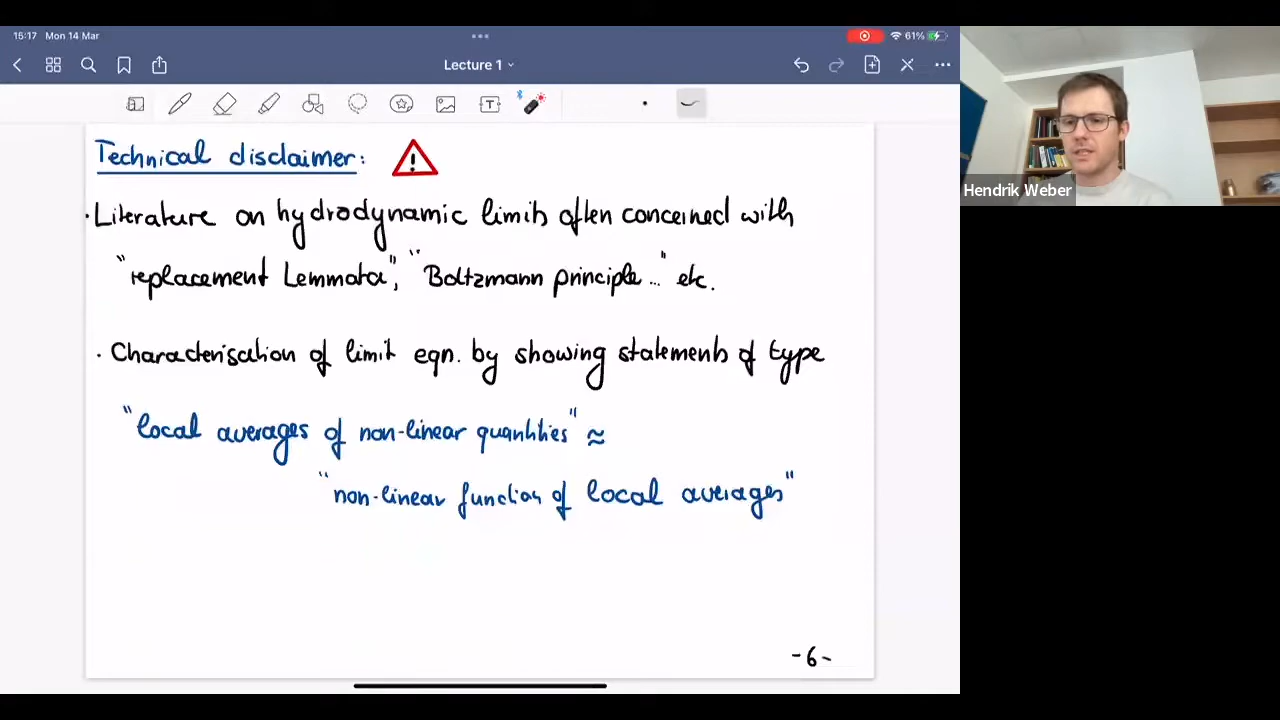 15:17 Mon 14 Mar
61%
Lecture 1
Technical disclaimer:
· Literature on hydrodynamic limits often concerned with
"replacement Lemmata", "Boltzmann principle..." etc.
· Characterisation of limit eqn. by showing statements of type
"local averages of non-linear quantities" ≈
"non-linear function of local averages"
-6-
Hendrik Weber